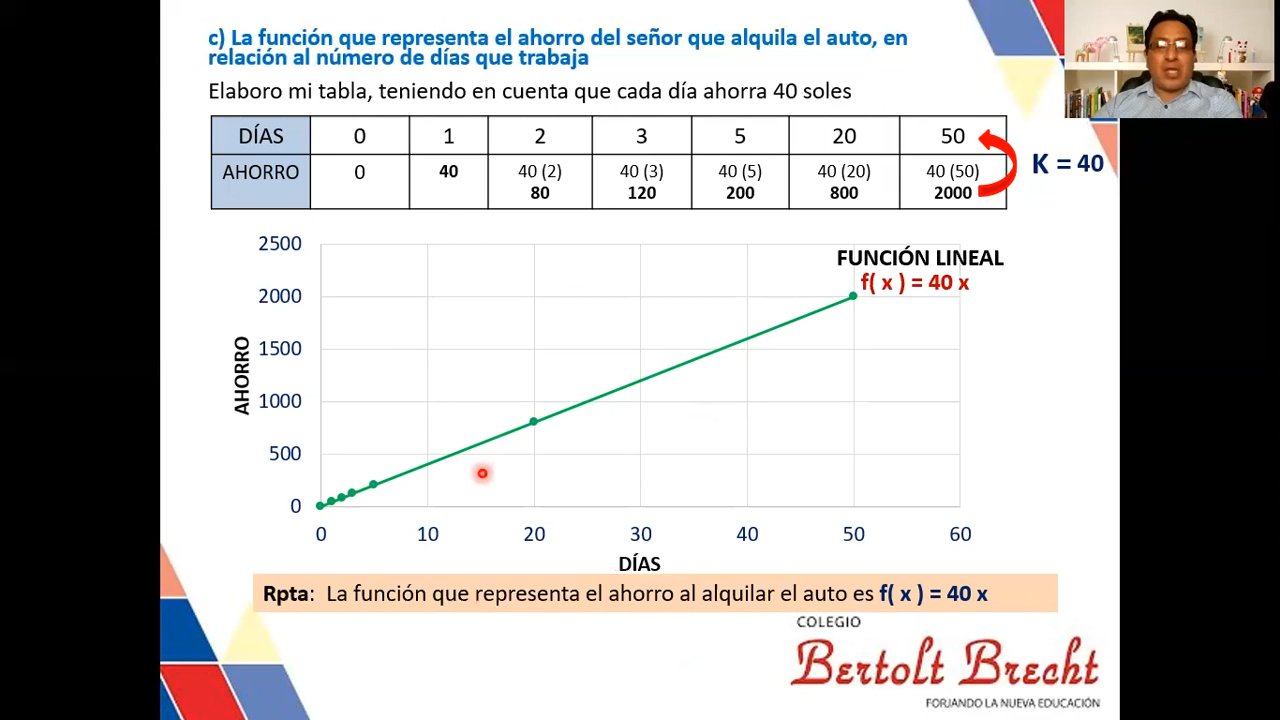 c) La función que representa el ahorro del señor que alquila el auto, en
relación al número de días que trabaja
Elaboro mi tabla, teniendo en cuenta que cada día ahorra 40 soles
DÍAS 0 1 2 3 5 20 50
AHORRO 0 40 40 (2) 40 (3) 40 (5) 40 (20) 40 (50)
80 120 200 800 2000
K = 40
FUNCIÓN LINEAL
f( x ) = 40 x
2500
2000
1500
1000
500
0
AHORRO
0 10 20 30 40 50 60
DÍAS
Rpta: La función que representa el ahorro al alquilar el auto es f( x ) = 40 x
COLEGIO
Bertolt Brecht
FORJANDO LA NUEVA EDUCACIÓN